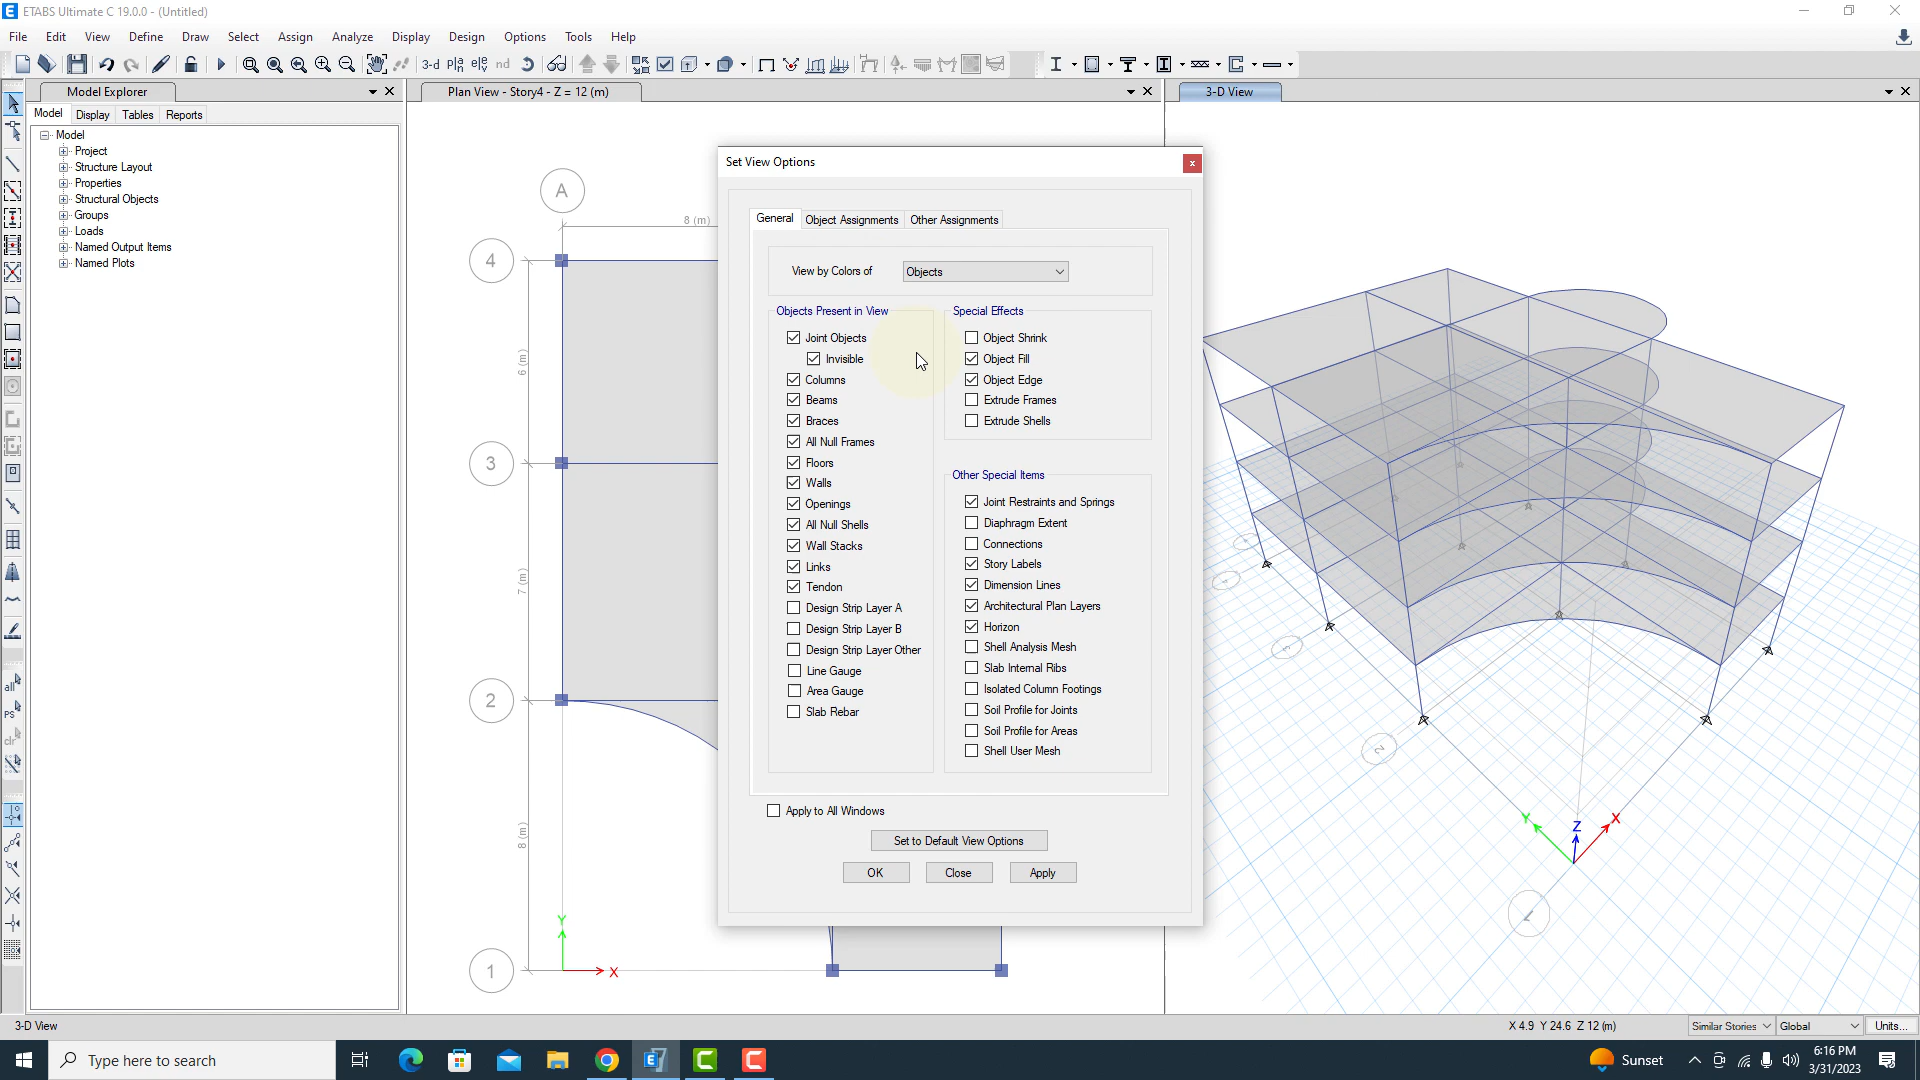 ETABS Ultimate C 19.0.0 - (Untitled)
File Edit View Define Draw Select Assign Analyze Display Design Options Tools Help
3-d
nd
Model Explorer
Plan View - Story4 - Z = 12 (m)
3-D View
Model Display Tables Reports
Model
Project
Structure Layout
Properties
Structural Objects
Groups
Loads
Named Output Items
Named Plots
A
8 (m)
4
6 (m)
3
7 (m)
2
8 (m)
1
Y
X
Set View Options
General Object Assignments Other Assignments
View by Colors of Objects
Objects Present in View
Joint Objects
Invisible
Columns
Beams
Braces
All Null Frames
Floors
Walls
Openings
All Null Shells
Wall Stacks
Links
Tendon
Design Strip Layer A
Design Strip Layer B
Design Strip Layer Other
Line Gauge
Area Gauge
Slab Rebar
Special Effects
Object Shrink
Object Fill
Object Edge
Extrude Frames
Extrude Shells
Other Special Items
Joint Restraints and Springs
Diaphragm Extent
Connections
Story Labels
Dimension Lines
Architectural Plan Layers
Horizon
Shell Analysis Mesh
Slab Internal Ribs
Isolated Column Footings
Soil Profile for Joints
Soil Profile for Areas
Shell User Mesh
Apply to All Windows
Set to Default View Options
OK Close Apply
Y
Z
X
all
PS
clr
3-D View
X 4.9 Y 24.6 Z 12 (m)
Similar Stories
Global
Units...
Type here to search
Sunset
6:16 PM
3/31/2023